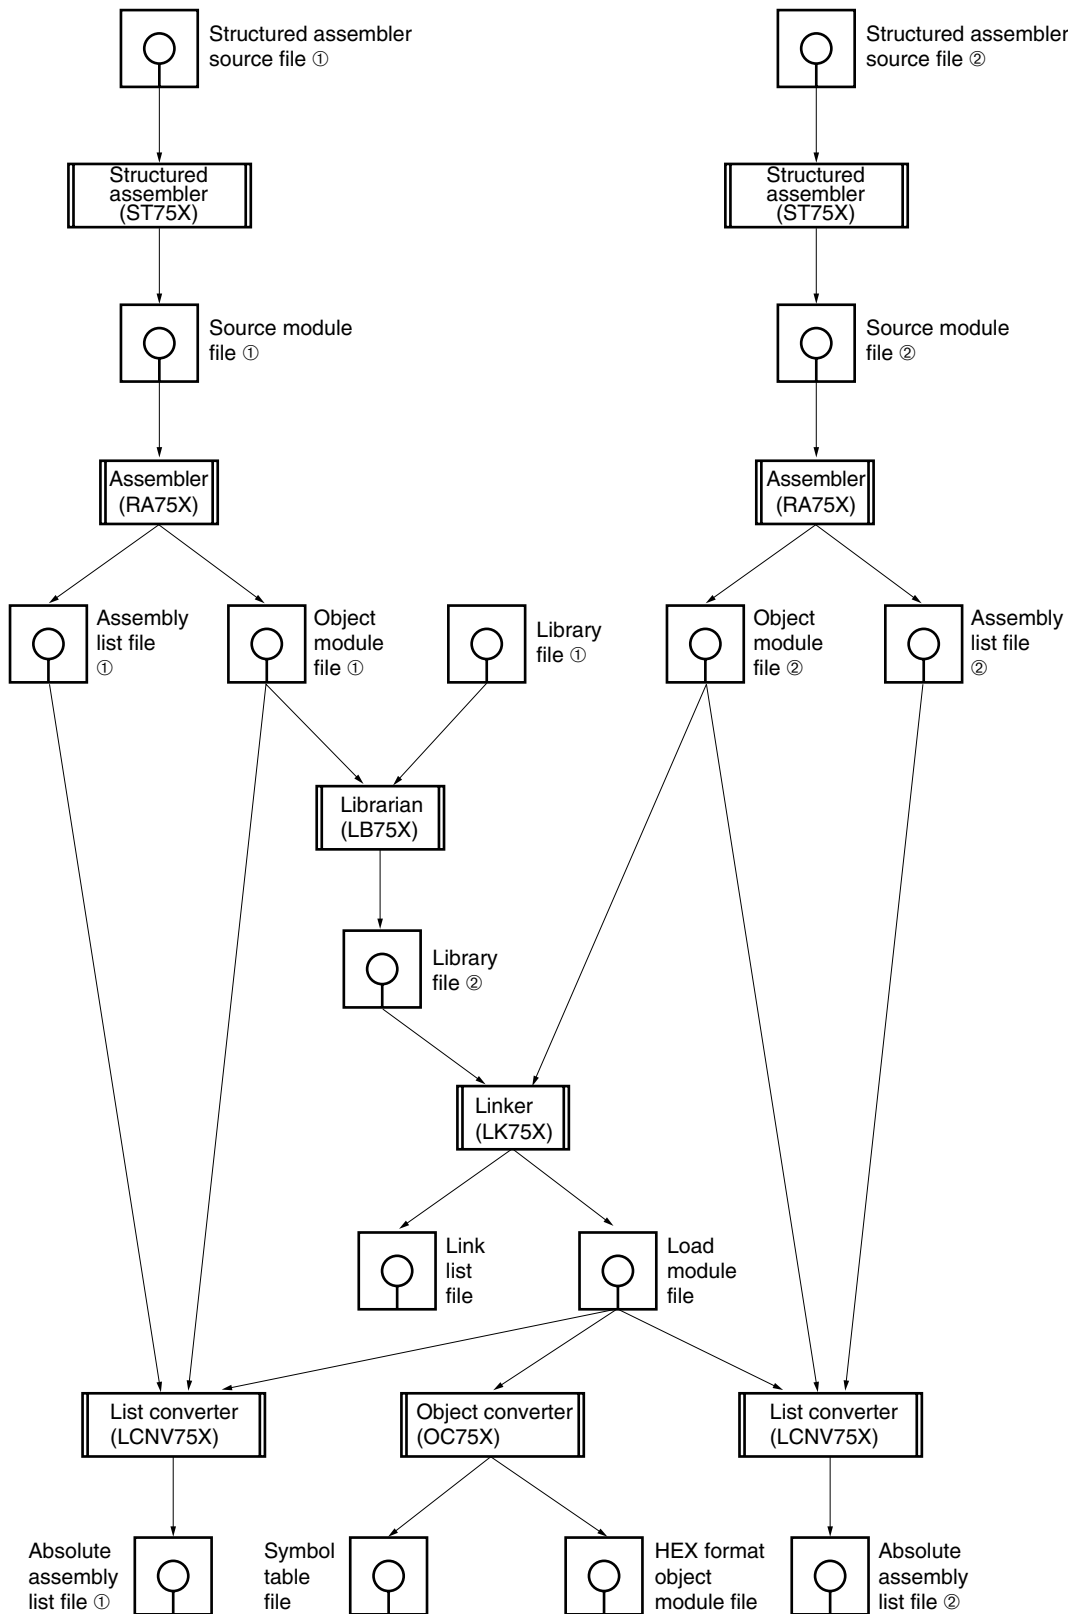 Structured assembler
source file ①
Structured assembler
source file ②
Structured
assembler
(ST75X)
Structured
assembler
(ST75X)
Source module
file ①
Source module
file ②
Assembler
(RA75X)
Assembler
(RA75X)
Assembly
list file
①
Object
module
file ①
Library
file ①
Object
module
file ②
Assembly
list file
②
Librarian
(LB75X)
Library
file ②
Linker
(LK75X)
Link
list
file
Load
module
file
List converter
(LCNV75X)
Object converter
(OC75X)
List converter
(LCNV75X)
Absolute
assembly
list file ①
Symbol
table
file
HEX format
object
module file
Absolute
assembly
list file ②